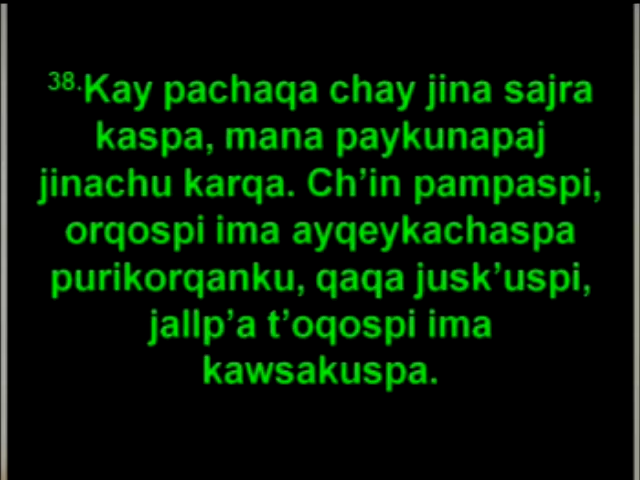 38.Kay pachaqa chay jina sajra
kaspa, mana paykunapaj
jinachu karqa. Ch’in pampaspi,
orqospi ima ayqeykachaspa
purikorqanku, qaqa jusk’uspi,
jallp’a t’oqospi ima
kawsakuspa.